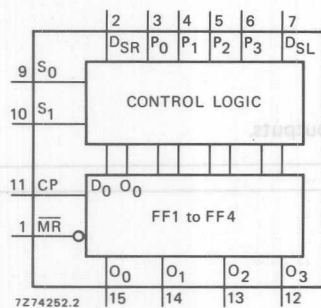 2 3 4 5 6 7
DSR P0 P1 P2 P3 DSL
9 S0
CONTROL LOGIC
10 S1
outputs
11 CP D0 O0
FF1 to FF4
1 MR
O0 O1 O2 O3
7Z74252.2 15 14 13 12